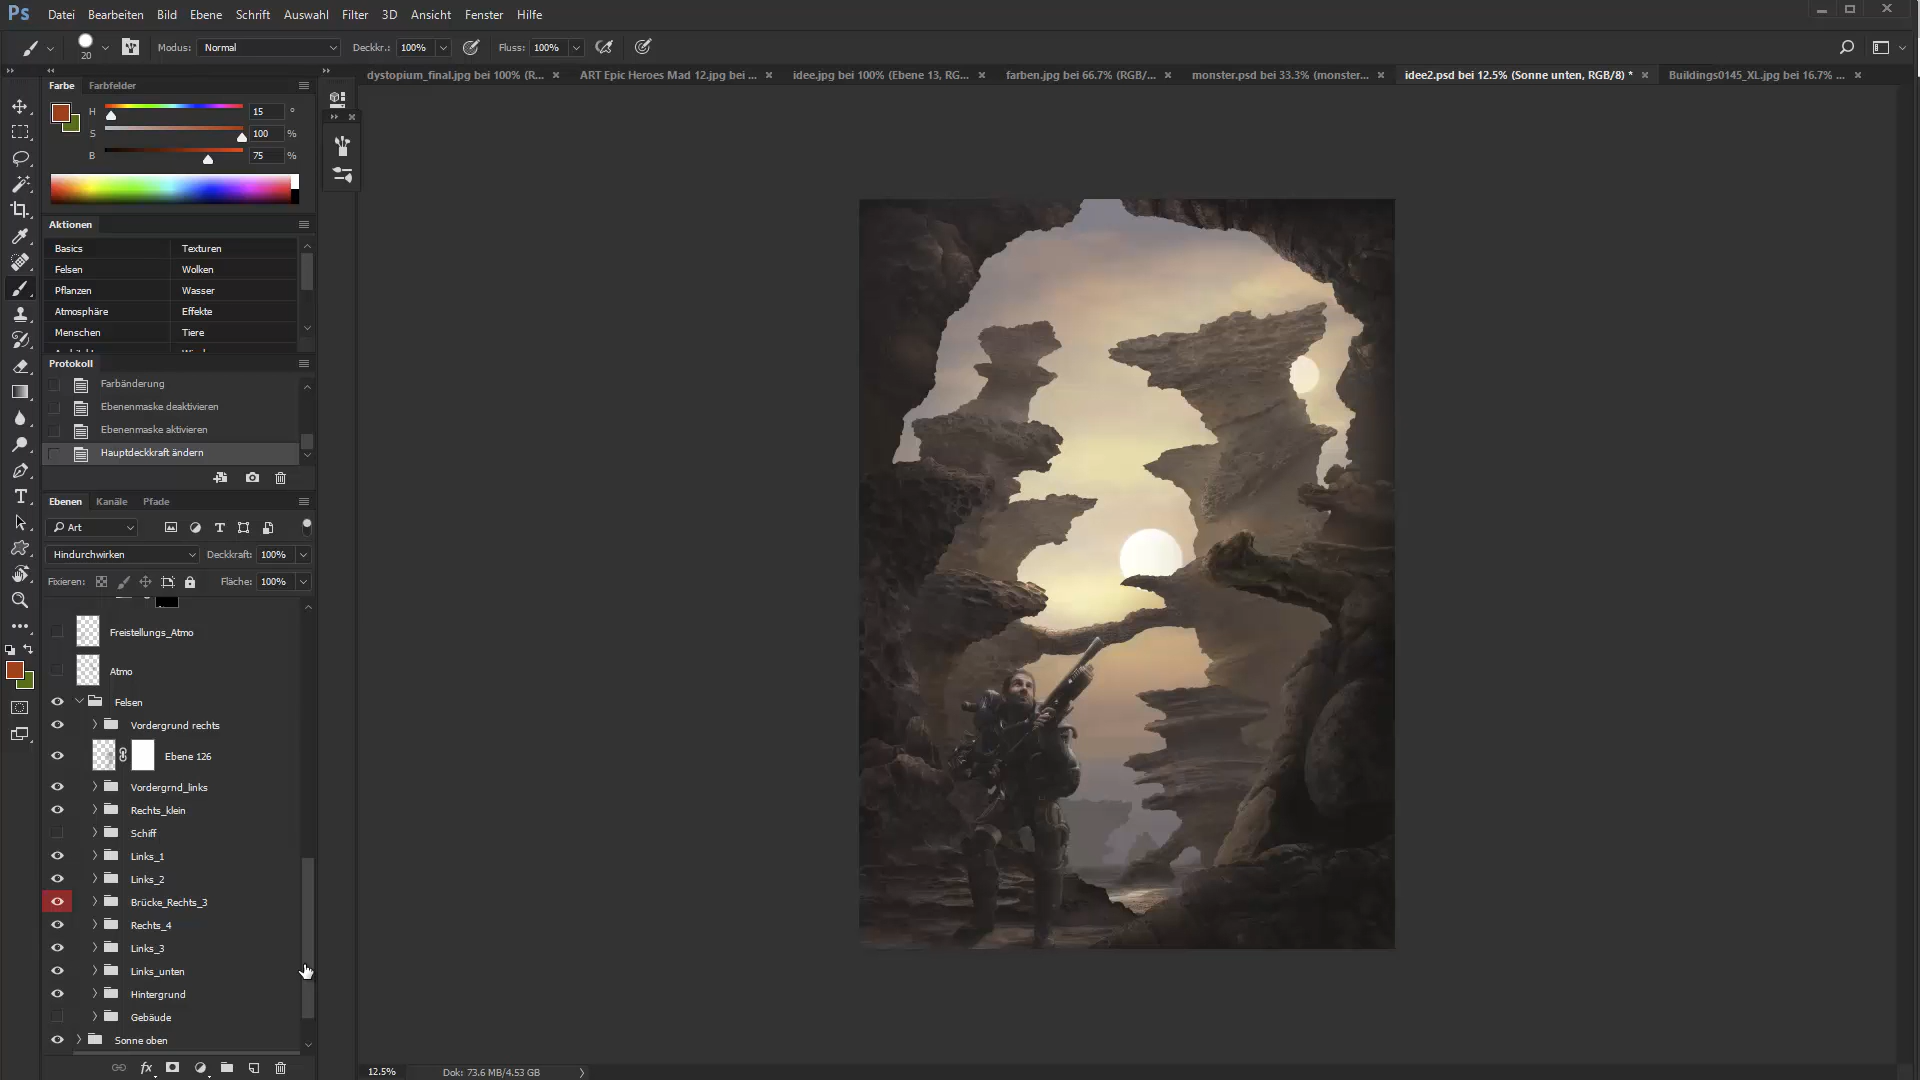 Ps Datei Bearbeiten Bild Ebene Schrift Auswahl Filter 3D Ansicht Fenster Hilfe
20 Modus: Normal Deckkr.: 100% Fluss: 100%
dystopium_final.jpg bei 100% (R... ART Epic Heroes Mad 12.jpg bei ... idee.jpg 100% (Ebene 13, RG... farben.jpg bei 66.7% (RGB/... monster.psd bei 33.3% (monster... idee2.psd bei 12.5% (Sonne unten, RGB/8) * Buildings0145_XL.jpg bei 16.7% ...
Farbe Farbfelder
H 15 °
S 100 %
B 75 %
Aktionen
Basics Texturen
Felsen Wolken
Pflanzen Wasser
Atmosphäre Effekte
Menschen Tiere
Protokoll
Farbänderung
Ebenenmaske deaktivieren
Ebenenmaske aktivieren
Hauptdeckkraft ändern
Ebenen Kanäle Pfade
Art
Hindurchwirken Deckkraft: 100%
Fixieren: Fläche: 100%
Freistellungs_Atmo
Atmo
Felsen
Vordergrund rechts
Ebene 126
Vordergrnd_links
Rechts_klein
Schiff
Links_1
Links_2
Brücke_Rechts_3
Rechts_4
Links_3
Links_unten
Hintergrund
Gebäude
Sonne oben
fx
12.5% Dok: 73.6 MB/4.53 GB